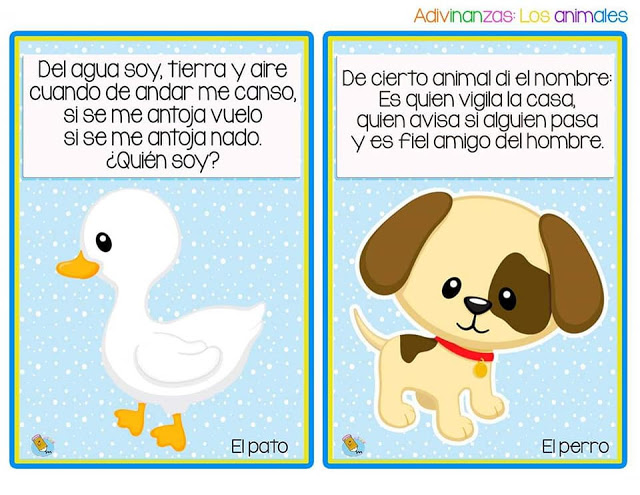 Adivinanzas: Los animales
Del agua soy, tierra y aire
cuando de andar me canso,
si se me antoja vuelo
si se me antoja nado.
¿Quién soy?
El pato
De cierto animal di el nombre:
Es quien vigila la casa,
quien avisa si alguien pasa
y es fiel amigo del hombre.
El perro